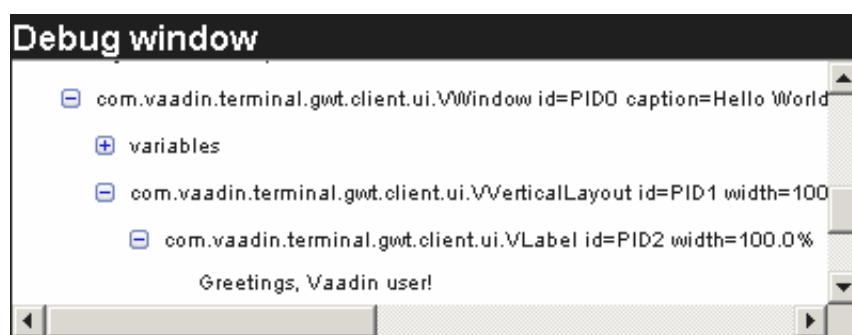 Debug window
com.vaadin.terminal.gwt.client.ui.VWindow id=PID0 caption=Hello World
variables
com.vaadin.terminal.gwt.client.ui.VVerticalLayout id=PID1 width=100
com.vaadin.terminal.gwt.client.ui.VLabel id=PID2 width=100.0%
Greetings, Vaadin user!